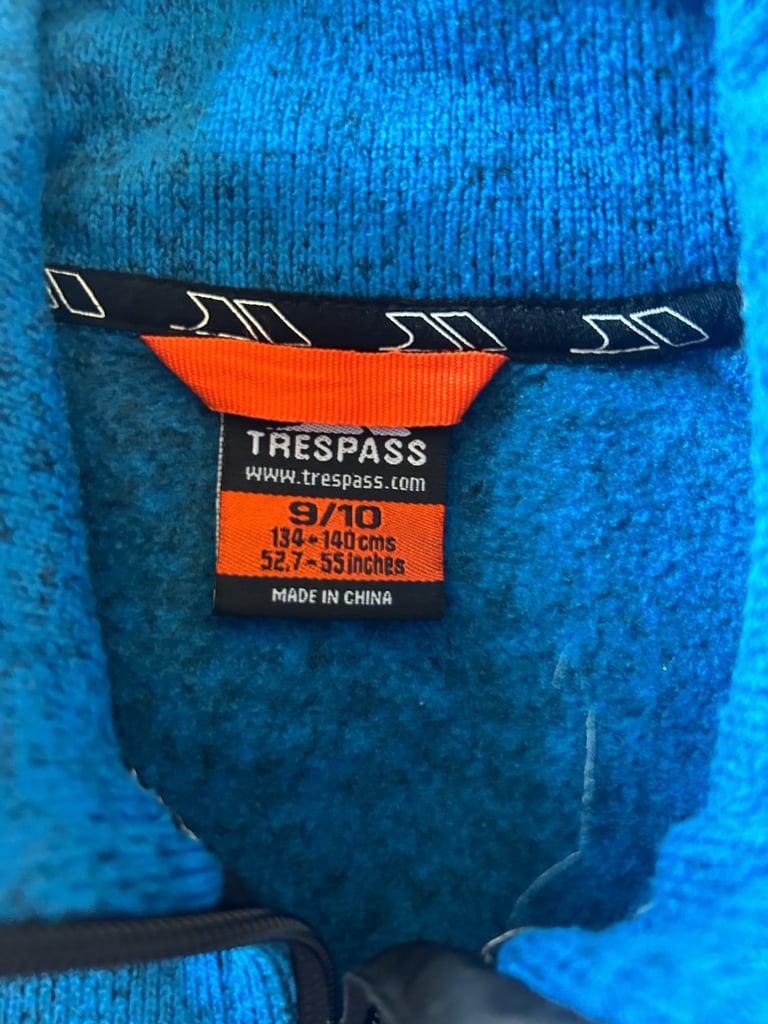 TRESPASS
www.trespass.com
9/10
134-140cms
52.7-55inches
MADE IN CHINA